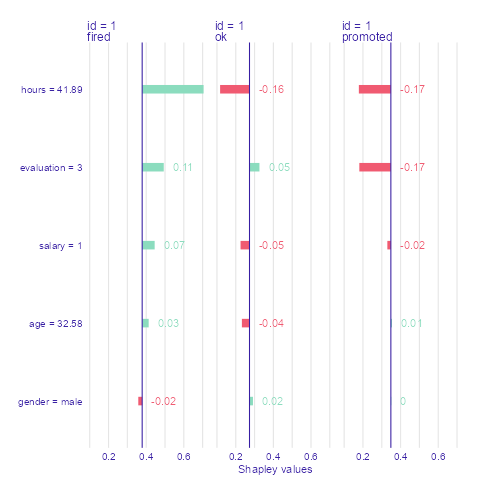 id = 1 id = 1 id = 1
fired ok promoted
hours = 41.89 -0.16 -0.17
evaluation = 3 0.11 0.05 -0.17
salary = 1 0.07 -0.05 -0.02
age = 32.58 0.03 -0.04 0.01
gender = male -0.02 0.02 0
0.2 0.4 0.6 0.2 0.4 0.6 0.2 0.4 0.6
Shapley values